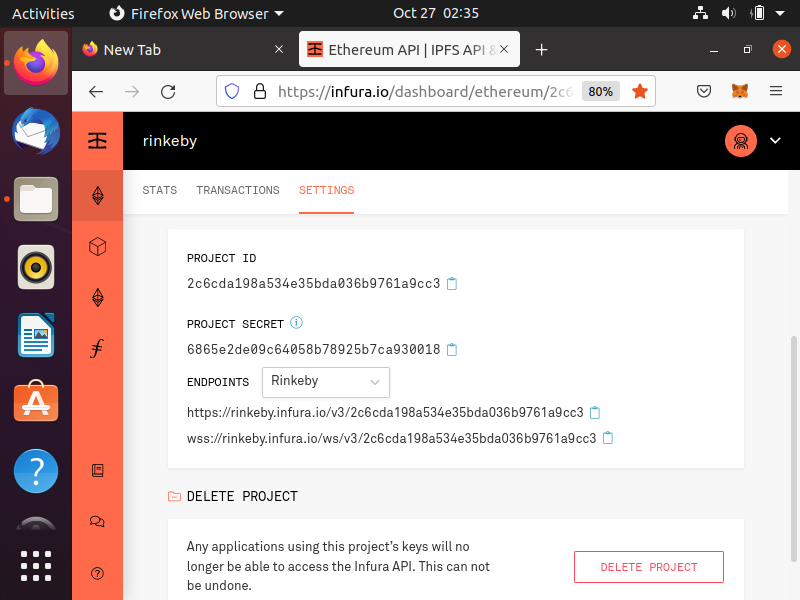 Activities
Firefox Web Browser
Oct 27 02:35
New Tab
Ethereum API | IPFS API &
https://infura.io/dashboard/ethereum/2c6
80%
rinkeby
STATS
TRANSACTIONS
SETTINGS
PROJECT ID
2c6cda198a534e35bda036b9761a9cc3
PROJECT SECRET
6865e2de09c64058b78925b7ca930018
ENDPOINTS
Rinkeby
https://rinkeby.infura.io/v3/2c6cda198a534e35bda036b9761a9cc3
wss://rinkeby.infura.io/ws/v3/2c6cda198a534e35bda036b9761a9cc3
DELETE PROJECT
Any applications using this project's keys will no
longer be able to access the Infura API. This can not
be undone.
DELETE PROJECT